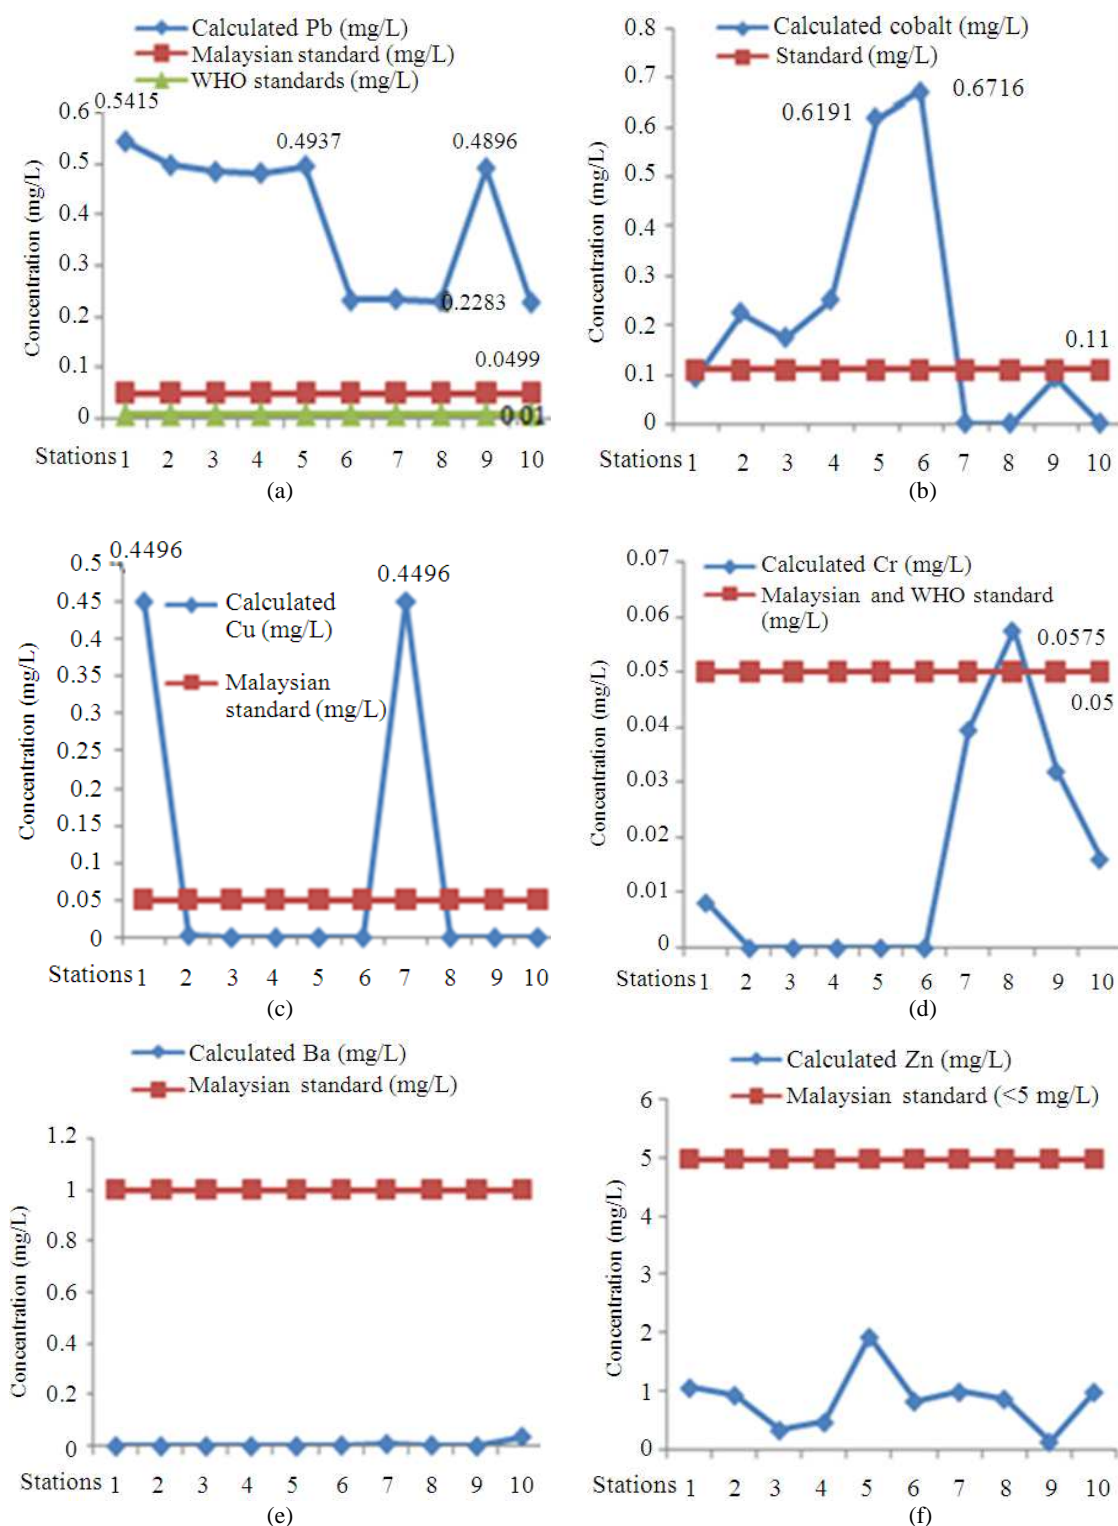 Calculated Pb (mg/L)
Malaysian standard (mg/L)
WHO standards (mg/L)
Concentration (mg/L)
0.6
0.5
0.4
0.3
0.2
0.1
0
0.5415
0.4937
0.4896
0.2283
0.0499
0.01
Stations 1 2 3 4 5 6 7 8 9 10
(a)
Calculated cobalt (mg/L)
Standard (mg/L)
Concentration (mg/L)
0.8
0.7
0.6
0.5
0.4
0.3
0.2
0.1
0
0.6191
0.6716
0.11
Stations 1 2 3 4 5 6 7 8 9 10
(b)
Calculated
Cu (mg/L)
Malaysian
standard (mg/L)
Concentration (mg/L)
0.5
0.45
0.4
0.35
0.3
0.25
0.2
0.15
0.1
0.05
0
0.4496
0.4496
Stations 1 2 3 4 5 6 7 8 9 10
(c)
Calculated Cr (mg/L)
Malaysian and WHO standard
(mg/L)
Concentration (mg/L)
0.07
0.06
0.05
0.04
0.03
0.02
0.01
0
0.0575
0.05
Stations 1 2 3 4 5 6 7 8 9 10
(d)
Calculated Ba (mg/L)
Malaysian standard (mg/L)
Concentration (mg/L)
1.2
1
0.8
0.6
0.4
0.2
0
Stations 1 2 3 4 5 6 7 8 9 10
(e)
Calculated Zn (mg/L)
Malaysian standard (<5 mg/L)
Concentration (mg/L)
6
5
4
3
2
1
0
Stations 1 2 3 4 5 6 7 8 9 10
(f)